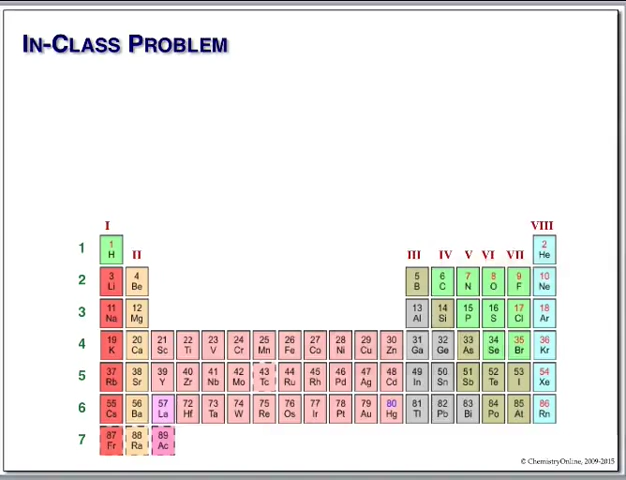 IN-CLASS PROBLEM
I VIII
1 1 2
H He
II III IV V VI VII
2 3 4 5 6 7 8 9 10
Li Be B C N O F Ne
3 11 12 13 14 15 16 17 18
Na Mg Al Si P S Cl Ar
4 19 20 21 22 23 24 25 26 27 28 29 30 31 32 33 34 35 36
K Ca Sc Ti V Cr Mn Fe Co Ni Cu Zn Ga Ge As Se Br Kr
5 37 38 39 40 41 42 43 44 45 46 47 48 49 50 51 52 53 54
Rb Sr Y Zr Nb Mo Tc Ru Rh Pd Ag Cd In Sn Sb Te I Xe
6 55 56 57 72 73 74 75 76 77 78 79 80 81 82 83 84 85 86
Cs Ba La Hf Ta W Re Os Ir Pt Au Hg Tl Pb Bi Po At Rn
7 87 88 89
Fr Ra Ac
© ChemistryOnline, 2009-2015